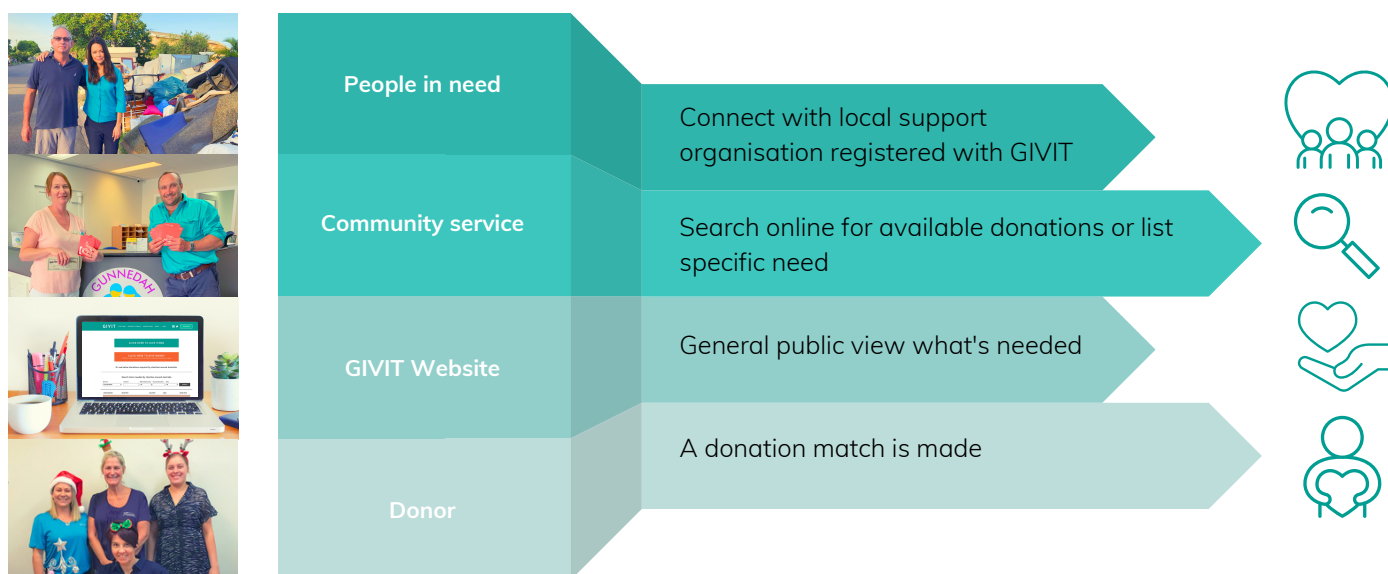 People in need
Connect with local support
organisation registered with GIVIT
Community service
Search online for available donations or list
specific need
GIVIT Website
General public view what's needed
Donor
A donation match is made
GUNNEDAH
GIVIT